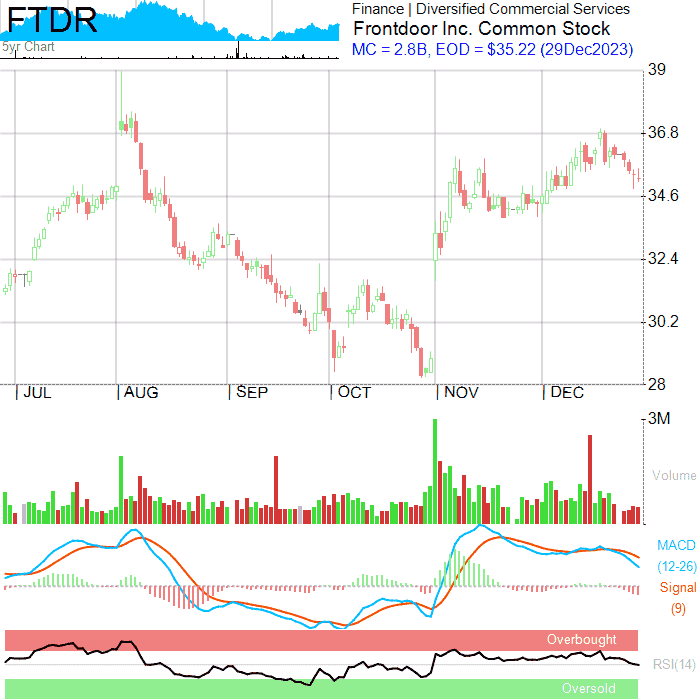 FTDR
5yr Chart
Finance | Diversified Commercial Services
Frontdoor Inc. Common Stock
MC = 2.8B, EOD = $35.22 (29Dec2023)
39
36.8
34.6
32.4
30.2
28
| JUL | AUG | SEP | OCT | NOV | DEC
3M
Volume
MACD
(12-26)
Signal
(9)
Overbought
RSI(14)
Oversold